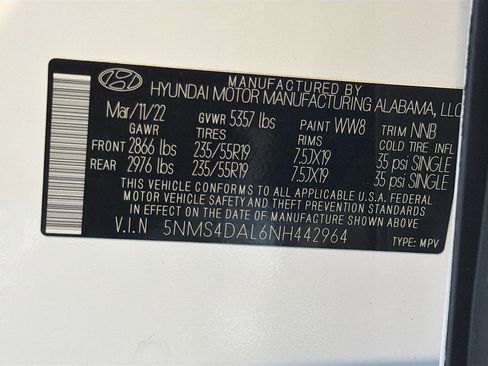 MANUFACTURED BY
HYUNDAI MOTOR MANUFACTURING ALABAMA, LLC
Mar/11/22 GVWR 5357 lbs PAINT WW8 TRIM NNB
GAWR TIRES RIMS COLD TIRE INFL
FRONT 2866 lbs 235/55R19 7.5JX19 35 psi SINGLE
REAR 2976 lbs 235/55R19 7.5JX19 35 psi SINGLE
THIS VEHICLE CONFORMS TO ALL APPLICABLE U.S.A. FEDERAL
MOTOR VEHICLE SAFETY AND THEFT PREVENTION STANDARDS
IN EFFECT ON THE DATE OF MANUFACTURE SHOWN ABOVE
V.I.N 5NMS4DAL6NH442964 TYPE: MPV